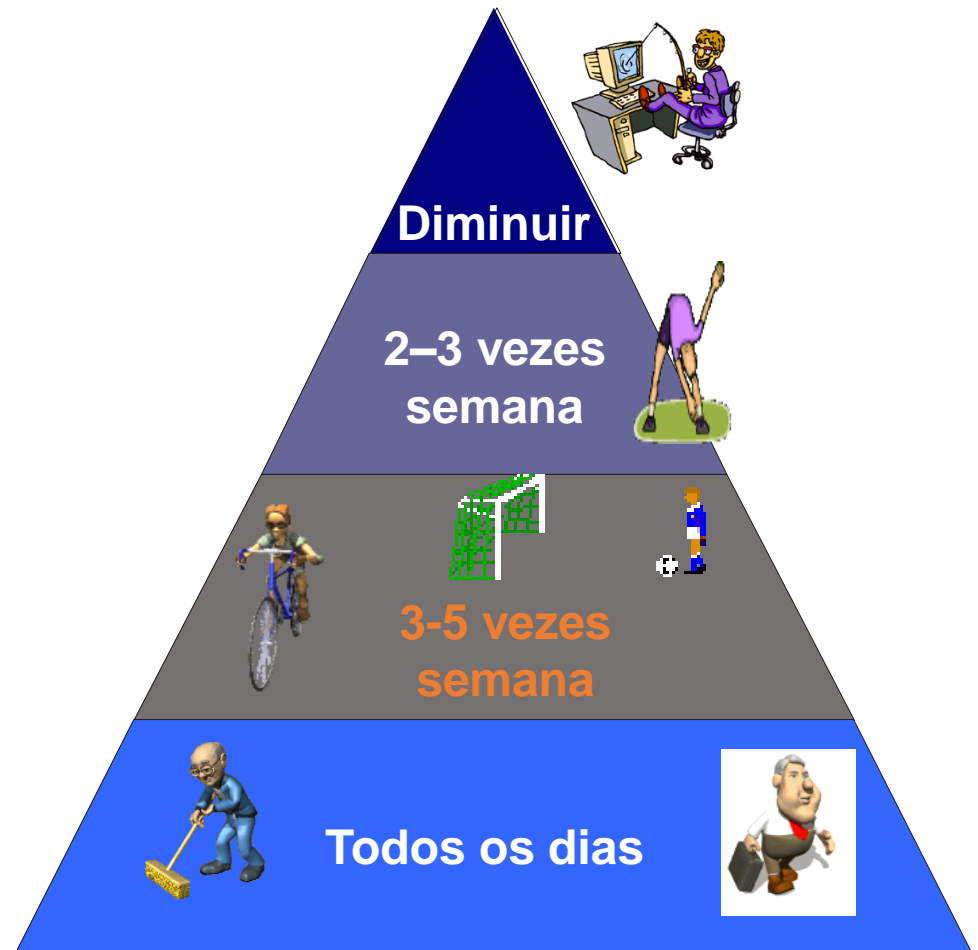 Diminuir
2–3 vezes
semana
3-5 vezes
semana
Todos os dias